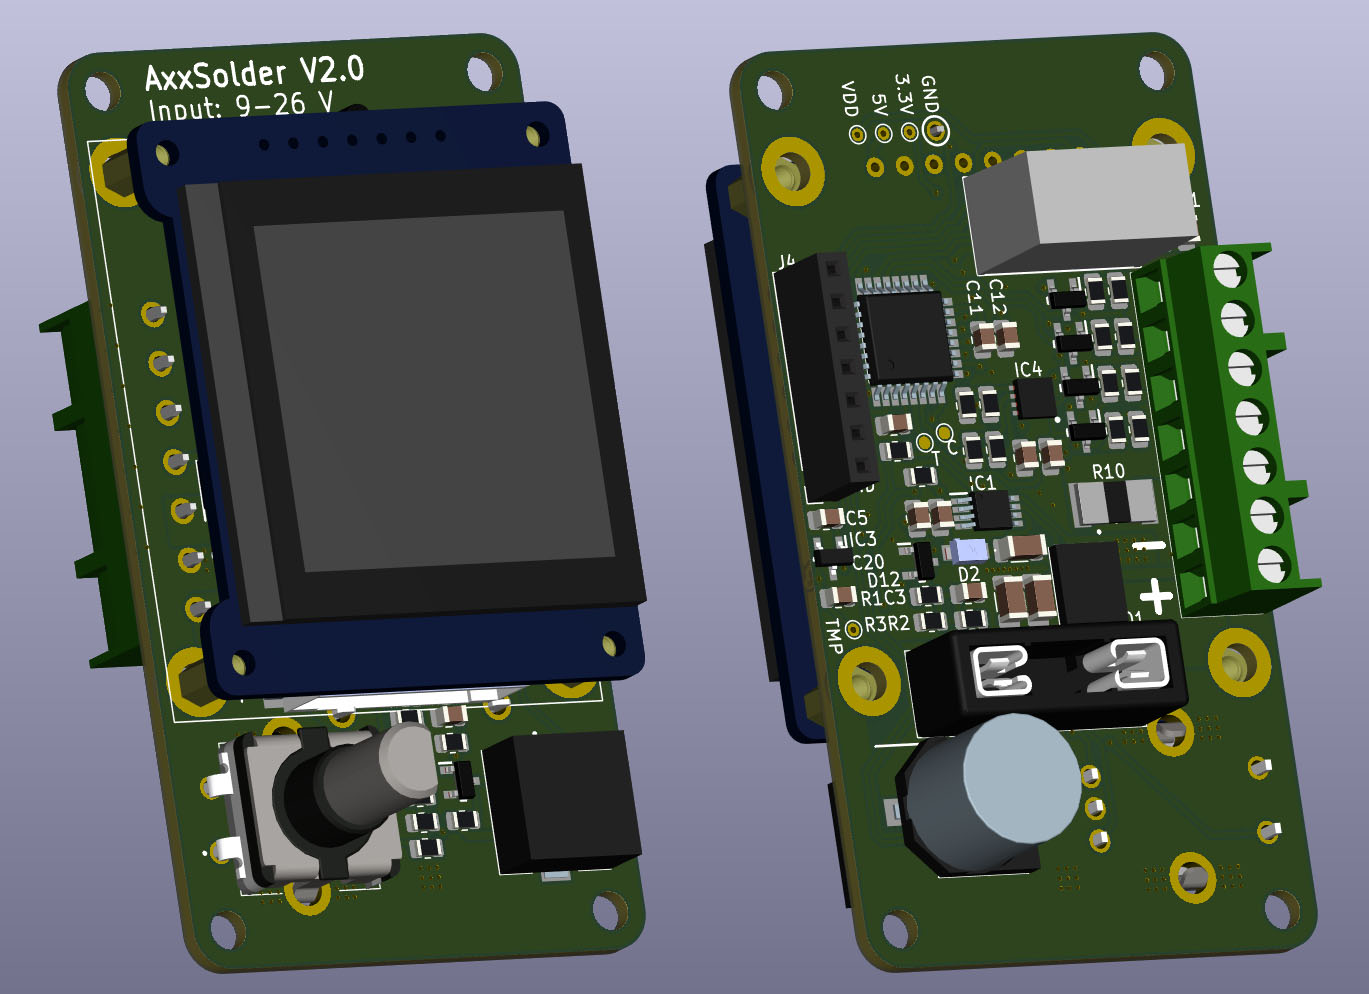 AxxSolder V2.0
Input: 9-26 V
VDD
5V
3.3V
GND
J4
C11
C12
IC4
T
C
IC1
R10
C5
IC3
C20
D12
D2
R1C3
R3R2
TMP
−
+